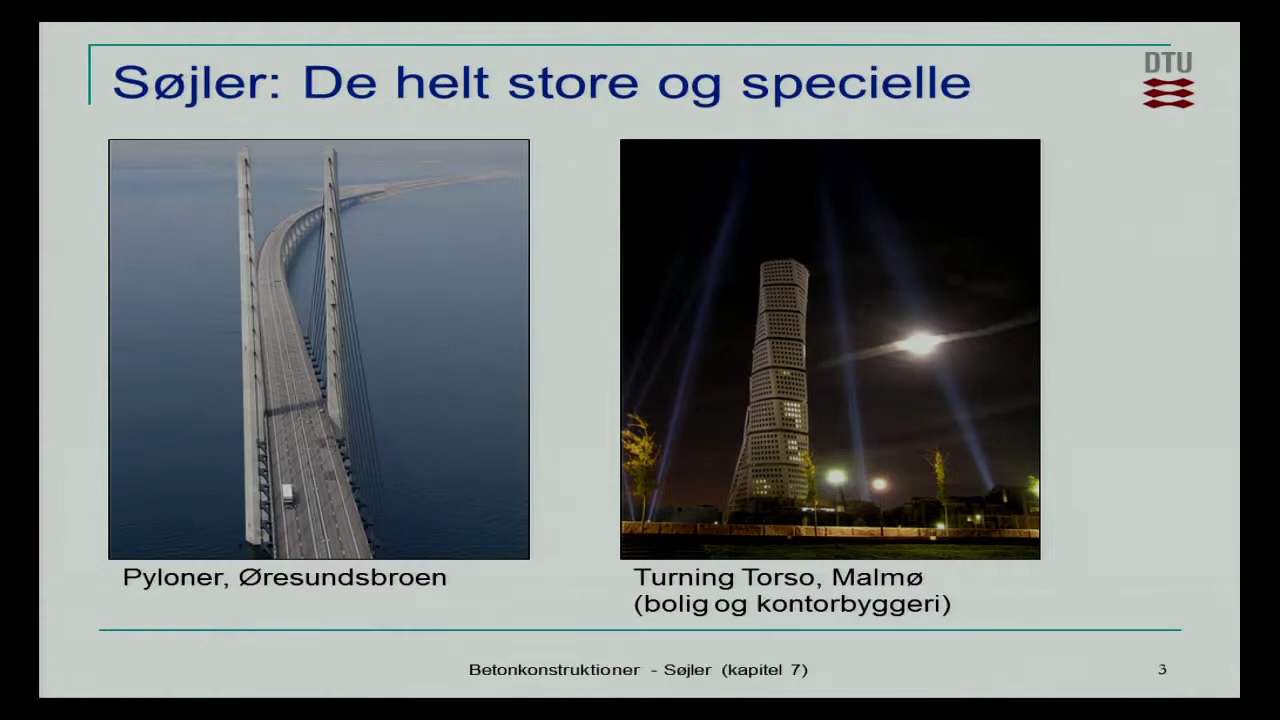 Søjler: De helt store og specielle
DTU
Pyloner, Øresundsbroen
Turning Torso, Malmø
(bolig og kontorbyggeri)
Betonkonstruktioner - Søjler (kapitel 7)
3